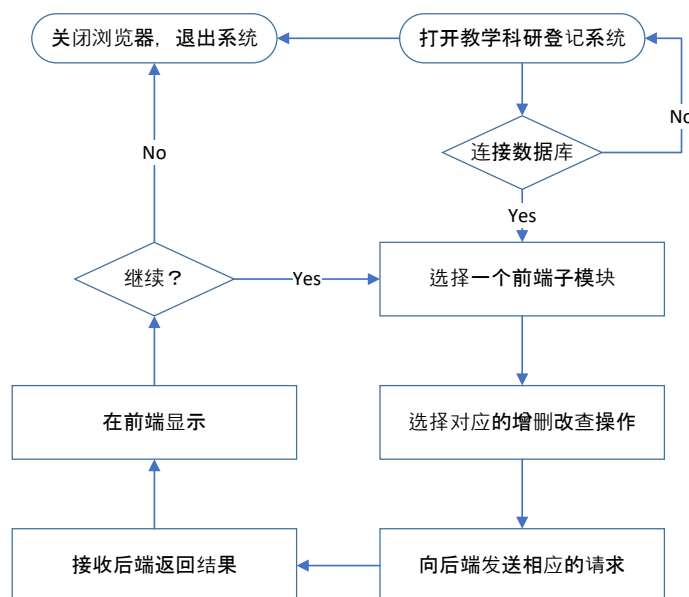 关闭浏览器，退出系统
打开教学科研登记系统
No
连接数据库
No
Yes
继续？
Yes
选择一个前端子模块
在前端显示
选择对应的增删改查操作
接收后端返回结果
向后端发送相应的请求